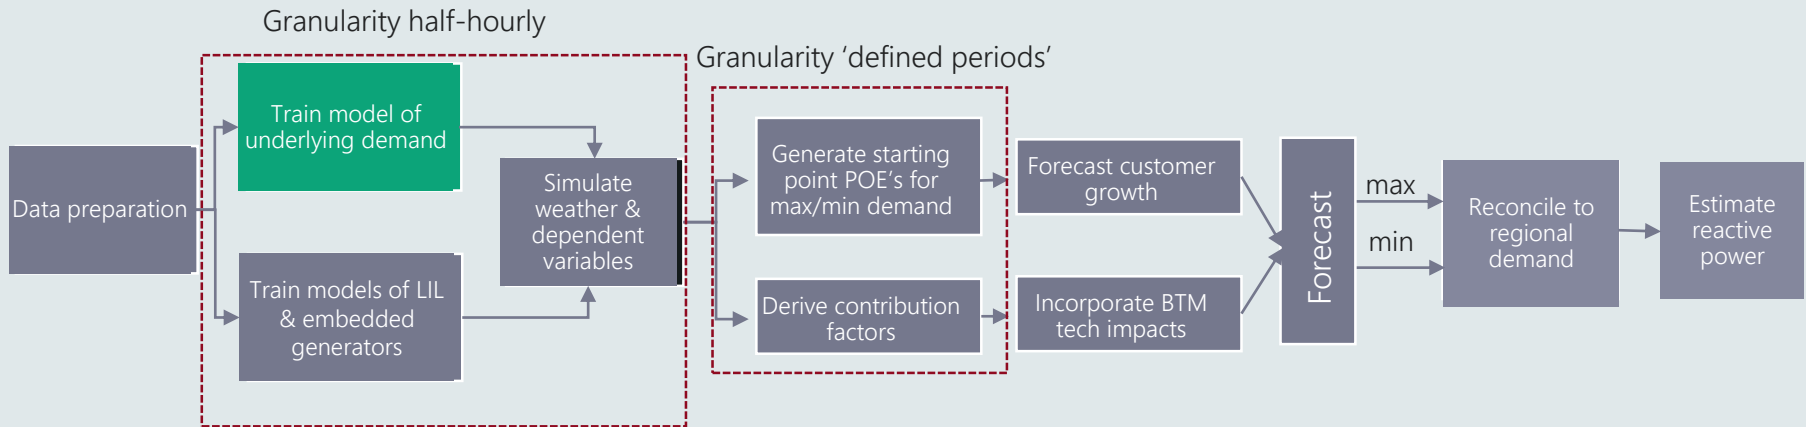 Granularity half-hourly
Granularity ‘defined periods’
Data preparation
Train model of
underlying demand
Train models of LIL
& embedded
generators
Simulate
weather &
dependent
variables
Generate starting
point POE’s for
max/min demand
Derive contribution
factors
Forecast customer
growth
Incorporate BTM
tech impacts
Forecast
max
min
Reconcile to
regional
demand
Estimate
reactive
power